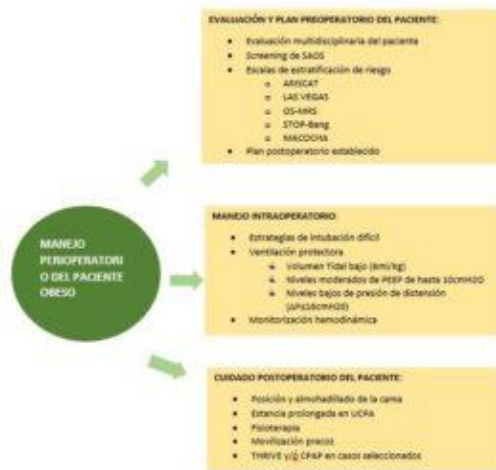 EVALUACIÓN Y PLAN PREOPERATORIO DEL PACIENTE:
Evaluación multidisciplinaria del paciente
Screening de SAOS
Escalas de estratificación de riesgo
ARISCAT
LAS VEGAS
OS-MRS
STOP-Bang
MACOCHA
Plan postoperatorio establecido
MANEJO
PERIOPERATORI
O DEL PACIENTE
OBESO
MANEJO INTRAOPERATORIO:
Estrategias de intubación difícil
Ventilación protectora
Volumen Tidal bajo (8ml/kg)
Niveles moderados de PEEP de hasta 10cmH2O
Niveles bajos de presión de distensión
(ΔP≤16cmH20)
Monitorización hemodinámica
CUIDADO POSTOPERATORIO DEL PACIENTE:
Posición y almohadillado de la cama
Estancia prolongada en UCPA
Fisioterapia
Movilización precoz
THRIVE y/o CPAP en casos seleccionados